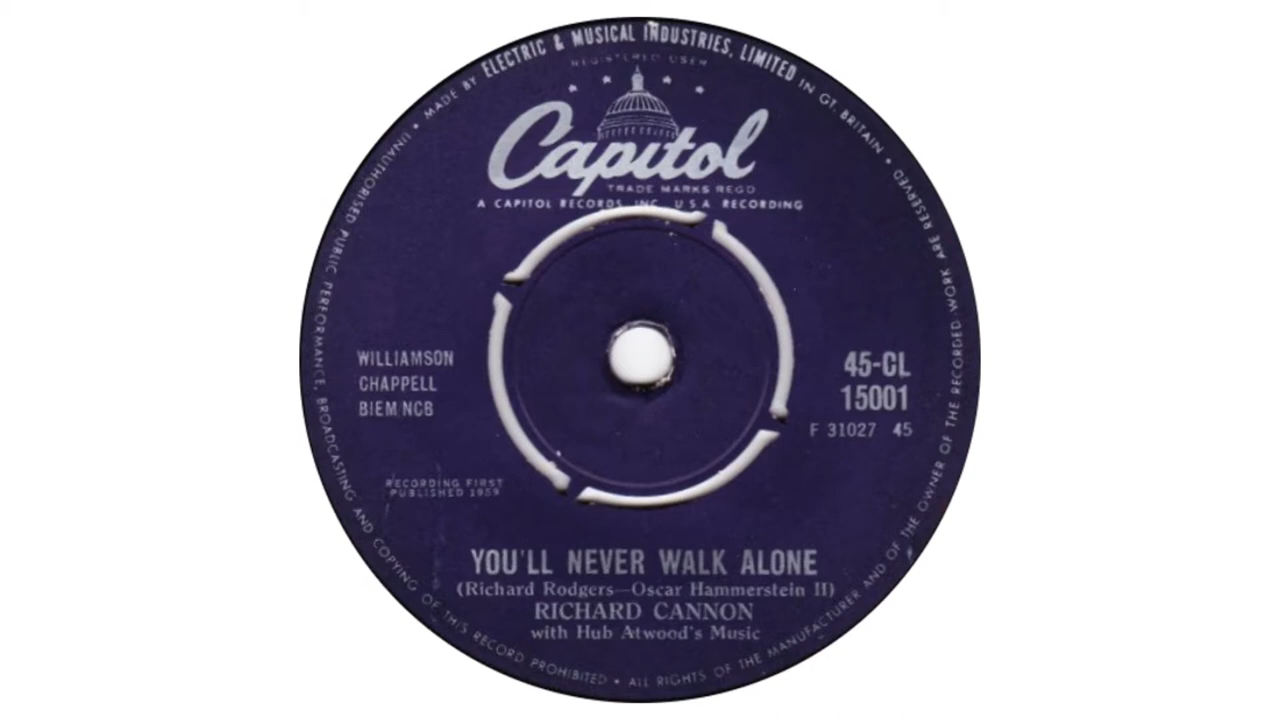 MADE BY ELECTRIC & MUSICAL INDUSTRIES, LIMITED IN GT. BRITAIN • ALL RIGHTS OF THE MANUFACTURER AND OF THE OWNER OF THE RECORDED WORK ARE RESERVED • UNAUTHORISED PUBLIC PERFORMANCE, BROADCASTING AND COPYING OF THIS RECORD PROHIBITED •
REGISTERED USER
Capitol
TRADE MARKS REGD
A CAPITOL RECORDS, INC., U.S.A. RECORDING
WILLIAMSON
CHAPPELL
BIEM/NCB
45-CL
15001
F 31027 45
RECORDING FIRST
PUBLISHED 1959
YOU'LL NEVER WALK ALONE
(Richard Rodgers—Oscar Hammerstein II)
RICHARD CANNON
with Hub Atwood's Music